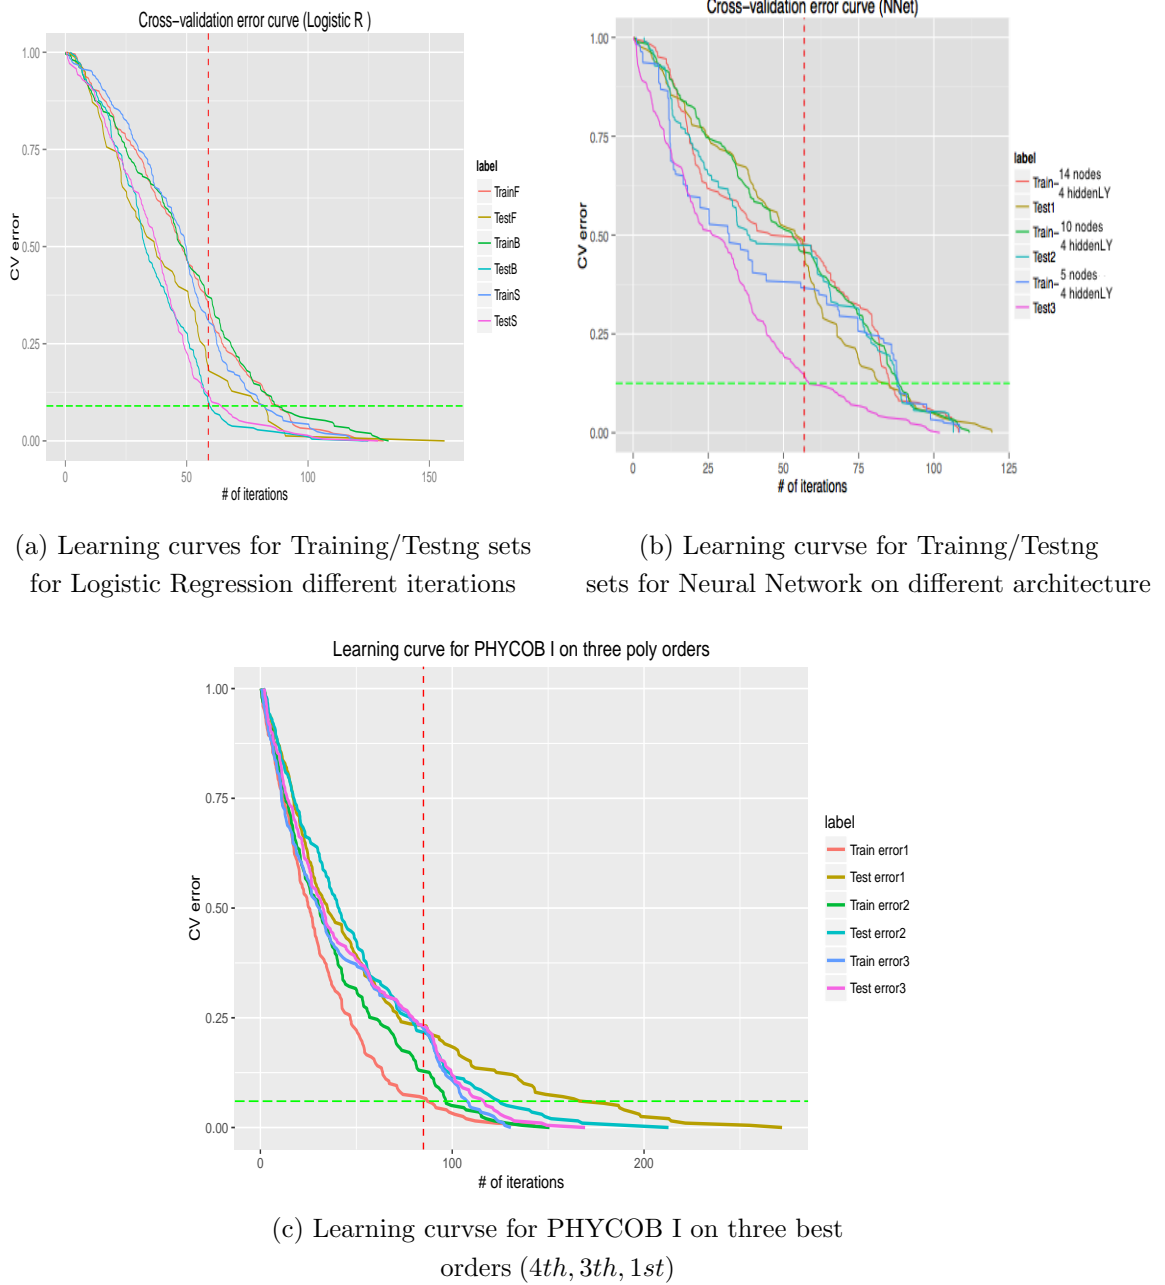 Cross-validation error curve (Logistic R )
1.00
0.75
0.50
0.25
0.00
CV error
0
50
100
150
# of iterations
label
TrainF
TestF
TrainB
TestB
TrainS
TestS
Cross-validation error curve (NNet)
1.00
0.75
0.50
0.25
0.00
CV error
0
25
50
75
100
125
# of iterations
label
Train- 14 nodes
4 hiddenLY
Test1
Train- 10 nodes
4 hiddenLY
Test2
Train- 5 nodes
4 hiddenLY
Test3
(a) Learning curves for Training/Testng sets
for Logistic Regression different iterations
(b) Learning curvse for Trainng/Testng
sets for Neural Network on different architecture
Learning curve for PHYCOB I on three poly orders
1.00
0.75
0.50
0.25
0.00
CV error
0
100
200
# of iterations
label
Train error1
Test error1
Train error2
Test error2
Train error3
Test error3
(c) Learning curvse for PHYCOB I on three best
orders (4th, 3th, 1st)